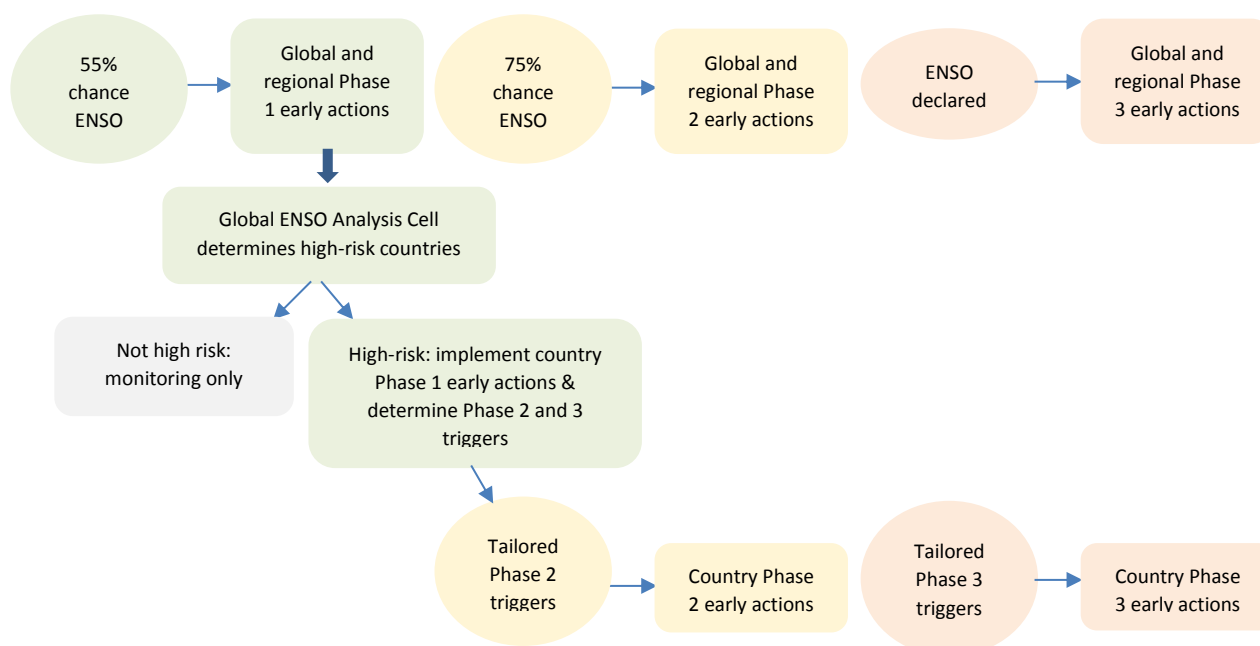 55%
chance
ENSO
Global and
regional Phase
1 early actions
75%
chance
ENSO
Global and
regional Phase
2 early actions
ENSO
declared
Global and
regional Phase
3 early actions
Global ENSO Analysis Cell
determines high-risk countries
Not high risk:
monitoring only
High-risk: implement country
Phase 1 early actions &
determine Phase 2 and 3
triggers
Tailored
Phase 2
triggers
Country Phase
2 early actions
Tailored
Phase 3
triggers
Country Phase
3 early actions